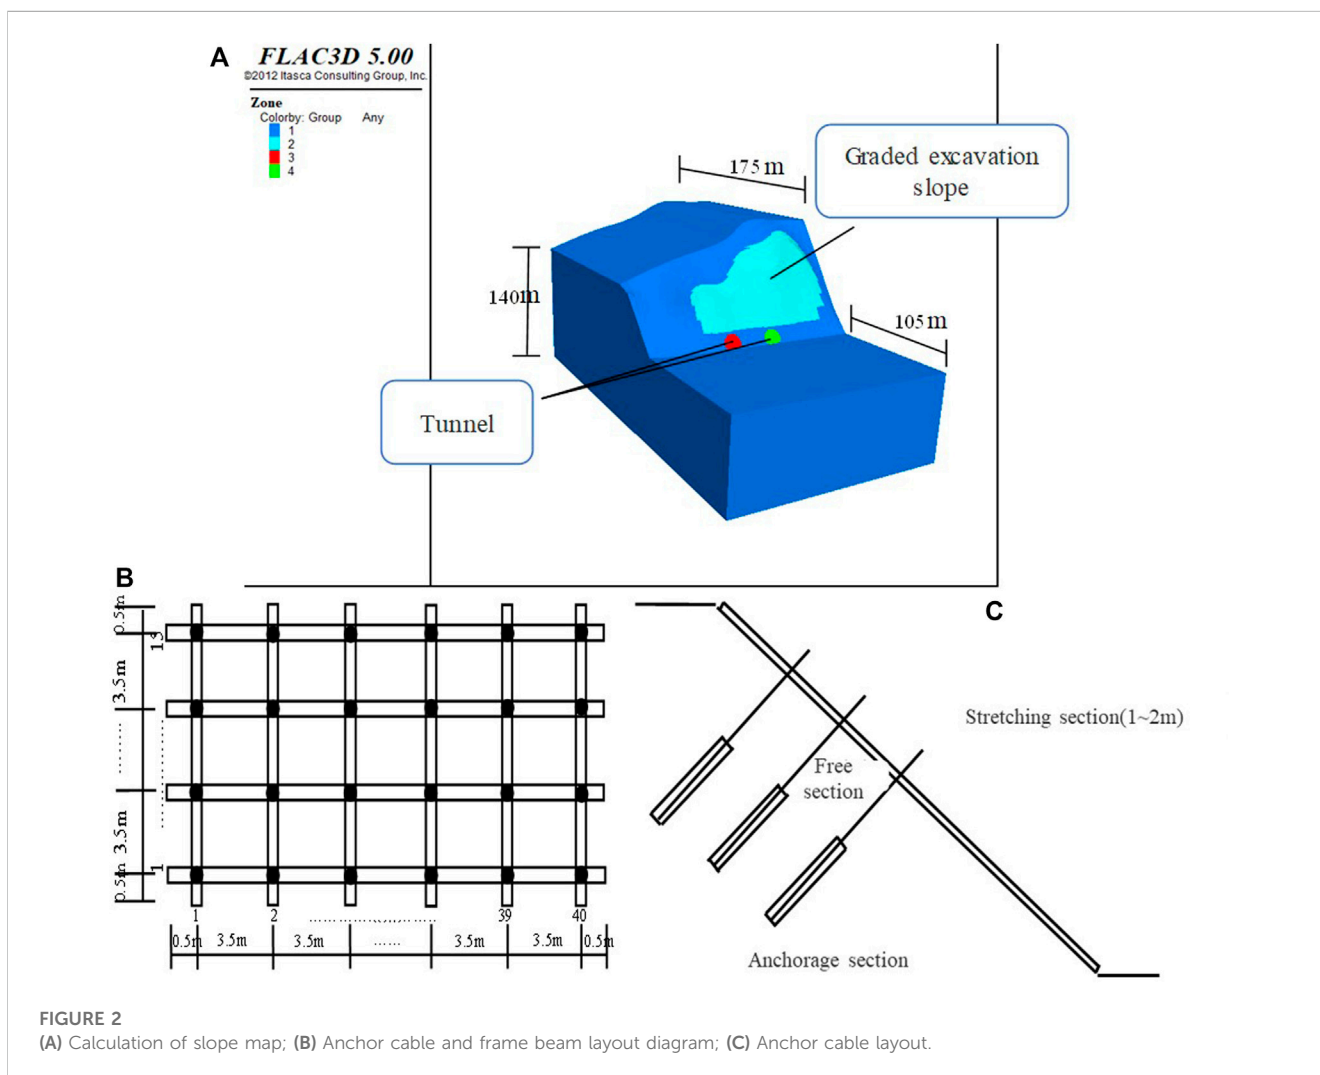 A
FLAC3D 5.00
©2012 Itasca Consulting Group, Inc.
Zone
Colorby: Group Any
1
2
3
4
175 m
Graded excavation
slope
140m
105 m
Tunnel
B
0.5m
13
3.5m
3.5m
1
0.5m
1 2 39 40
0.5m 3.5m 3.5m ...... 3.5m 3.5m 0.5m
C
Stretching section(1~2m)
Free
section
Anchorage section
FIGURE 2
(A) Calculation of slope map; (B) Anchor cable and frame beam layout diagram; (C) Anchor cable layout.